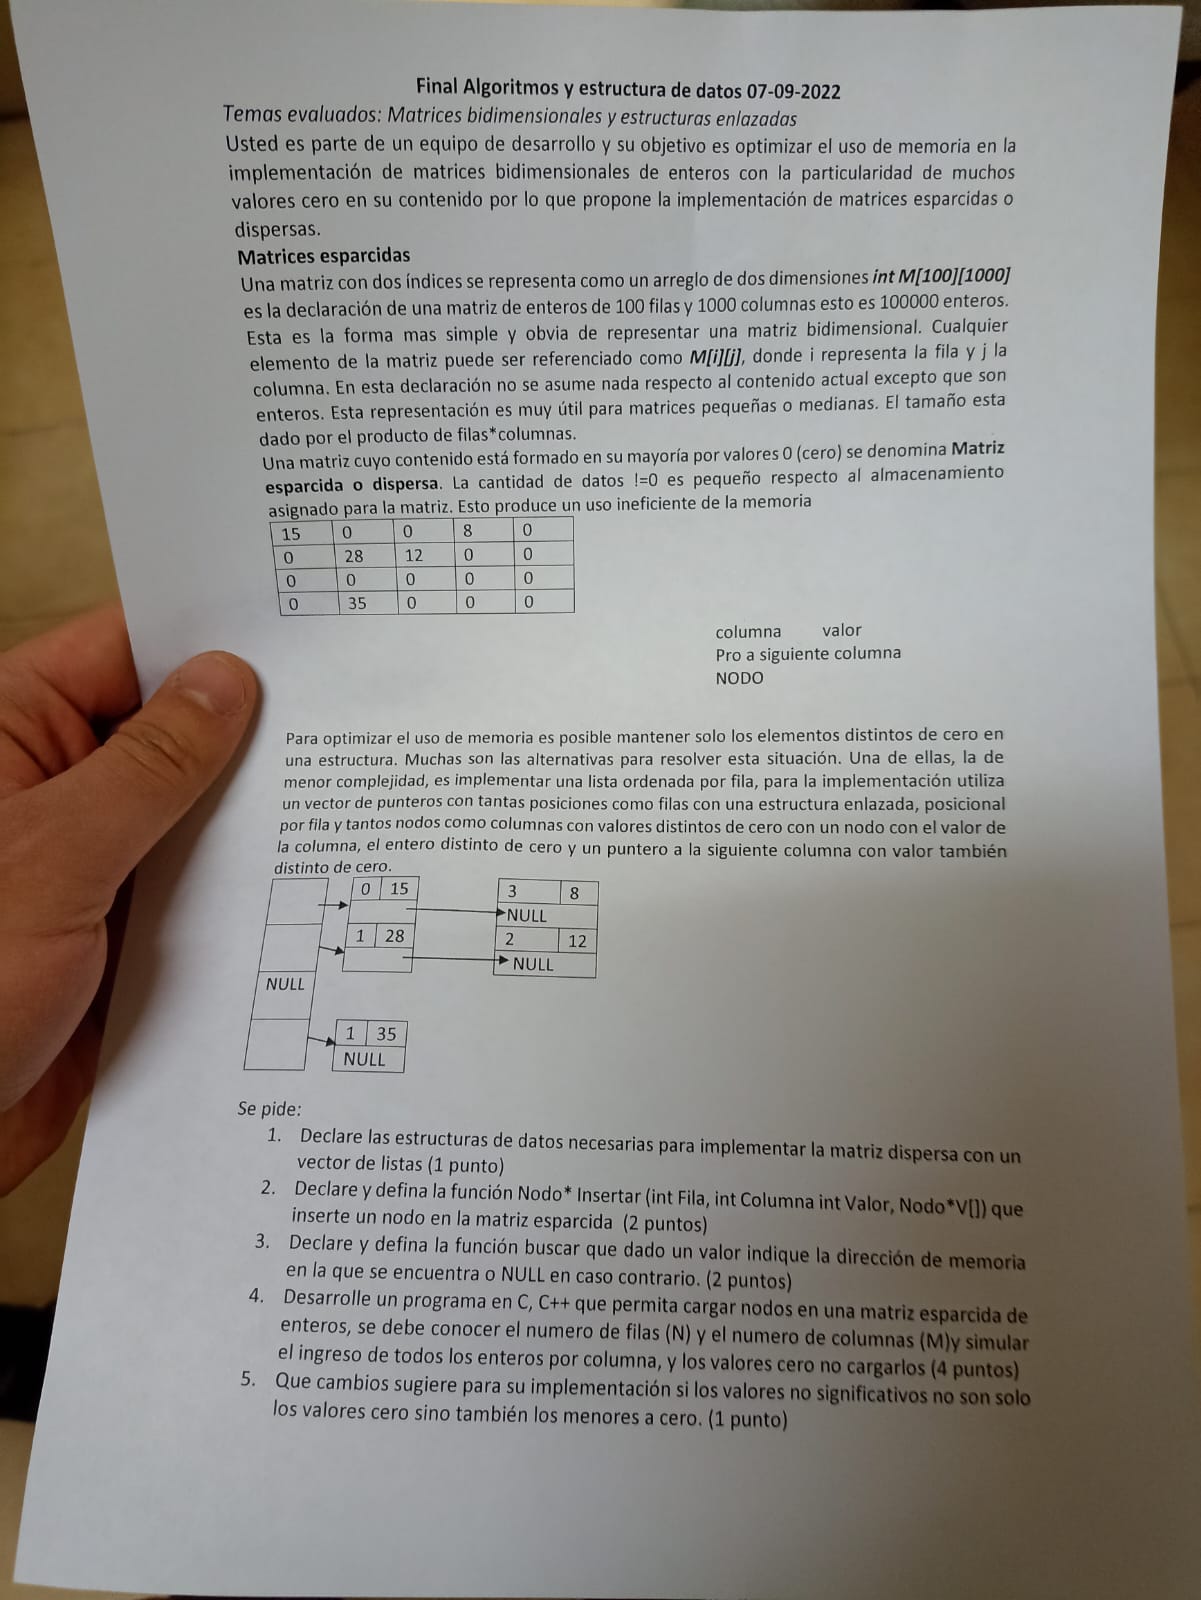 Final Algoritmos y estructura de datos 07-09-2022
Temas evaluados: Matrices bidimensionales y estructuras enlazadas
Usted es parte de un equipo de desarrollo y su objetivo es optimizar el uso de memoria en la
implementación de matrices bidimensionales de enteros con la particularidad de muchos
valores cero en su contenido por lo que propone la implementación de matrices esparcidas o
dispersas.
Matrices esparcidas
Una matriz con dos índices se representa como un arreglo de dos dimensiones int M[100][1000]
es la declaración de una matriz de enteros de 100 filas y 1000 columnas esto es 100000 enteros.
Esta es la forma mas simple y obvia de representar una matriz bidimensional. Cualquier
elemento de la matriz puede ser referenciado como M[i][j], donde i representa la fila y j la
columna. En esta declaración no se asume nada respecto al contenido actual excepto que son
enteros. Esta representación es muy útil para matrices pequeñas o medianas. El tamaño esta
dado por el producto de filas*columnas.
Una matriz cuyo contenido está formado en su mayoría por valores 0 (cero) se denomina Matriz
esparcida o dispersa. La cantidad de datos !=0 es pequeño respecto al almacenamiento
asignado para la matriz. Esto produce un uso ineficiente de la memoria
15 0 0 8 0
0 28 12 0 0
0 0 0 0 0
0 35 0 0 0
columna valor
Pro a siguiente columna
NODO
Para optimizar el uso de memoria es posible mantener solo los elementos distintos de cero en
una estructura. Muchas son las alternativas para resolver esta situación. Una de ellas, la de
menor complejidad, es implementar una lista ordenada por fila, para la implementación utiliza
un vector de punteros con tantas posiciones como filas con una estructura enlazada, posicional
por fila y tantos nodos como columnas con valores distintos de cero con un nodo con el valor de
la columna, el entero distinto de cero y un puntero a la siguiente columna con valor también
distinto de cero.
0 15 3 8
NULL
1 28 2 12
NULL
NULL
1 35
NULL
Se pide:
1. Declare las estructuras de datos necesarias para implementar la matriz dispersa con un
vector de listas (1 punto)
2. Declare y defina la función Nodo* Insertar (int Fila, int Columna int Valor, Nodo*V[]) que
inserte un nodo en la matriz esparcida (2 puntos)
3. Declare y defina la función buscar que dado un valor indique la dirección de memoria
en la que se encuentra o NULL en caso contrario. (2 puntos)
4. Desarrolle un programa en C, C++ que permita cargar nodos en una matriz esparcida de
enteros, se debe conocer el numero de filas (N) y el numero de columnas (M)y simular
el ingreso de todos los enteros por columna, y los valores cero no cargarlos (4 puntos)
5. Que cambios sugiere para su implementación si los valores no significativos no son solo
los valores cero sino también los menores a cero. (1 punto)